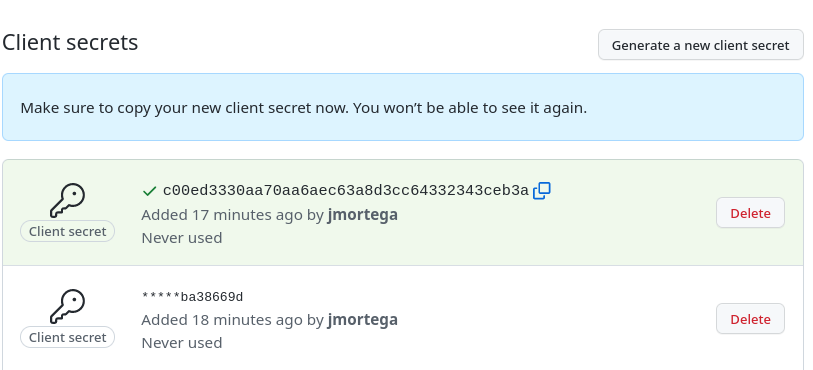 Client secrets
Generate a new client secret
Make sure to copy your new client secret now. You won’t be able to see it again.
c00ed3330aa70aa6aec63a8d3cc64332343ceb3a
Client secret
Added 17 minutes ago by jmortega
Never used
Delete
*****ba38669d
Client secret
Added 18 minutes ago by jmortega
Never used
Delete